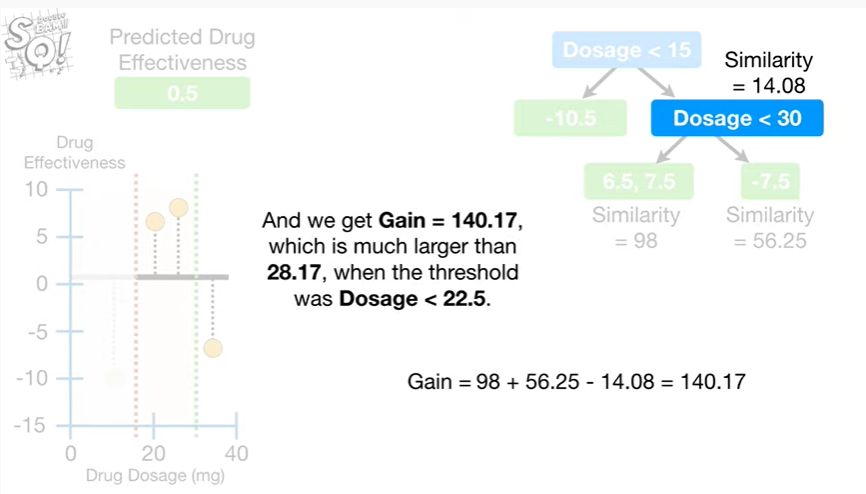 SQ!
Predicted Drug
Effectiveness
0.5
Dosage < 15
Similarity
= 14.08
-10.5
Dosage < 30
6.5, 7.5
-7.5
Similarity
= 98
Similarity
= 56.25
Drug
Effectiveness
10
5
0
-5
-10
-15
0
20
40
Drug Dosage (mg)
And we get Gain = 140.17,
which is much larger than
28.17, when the threshold
was Dosage < 22.5.
Gain = 98 + 56.25 - 14.08 = 140.17